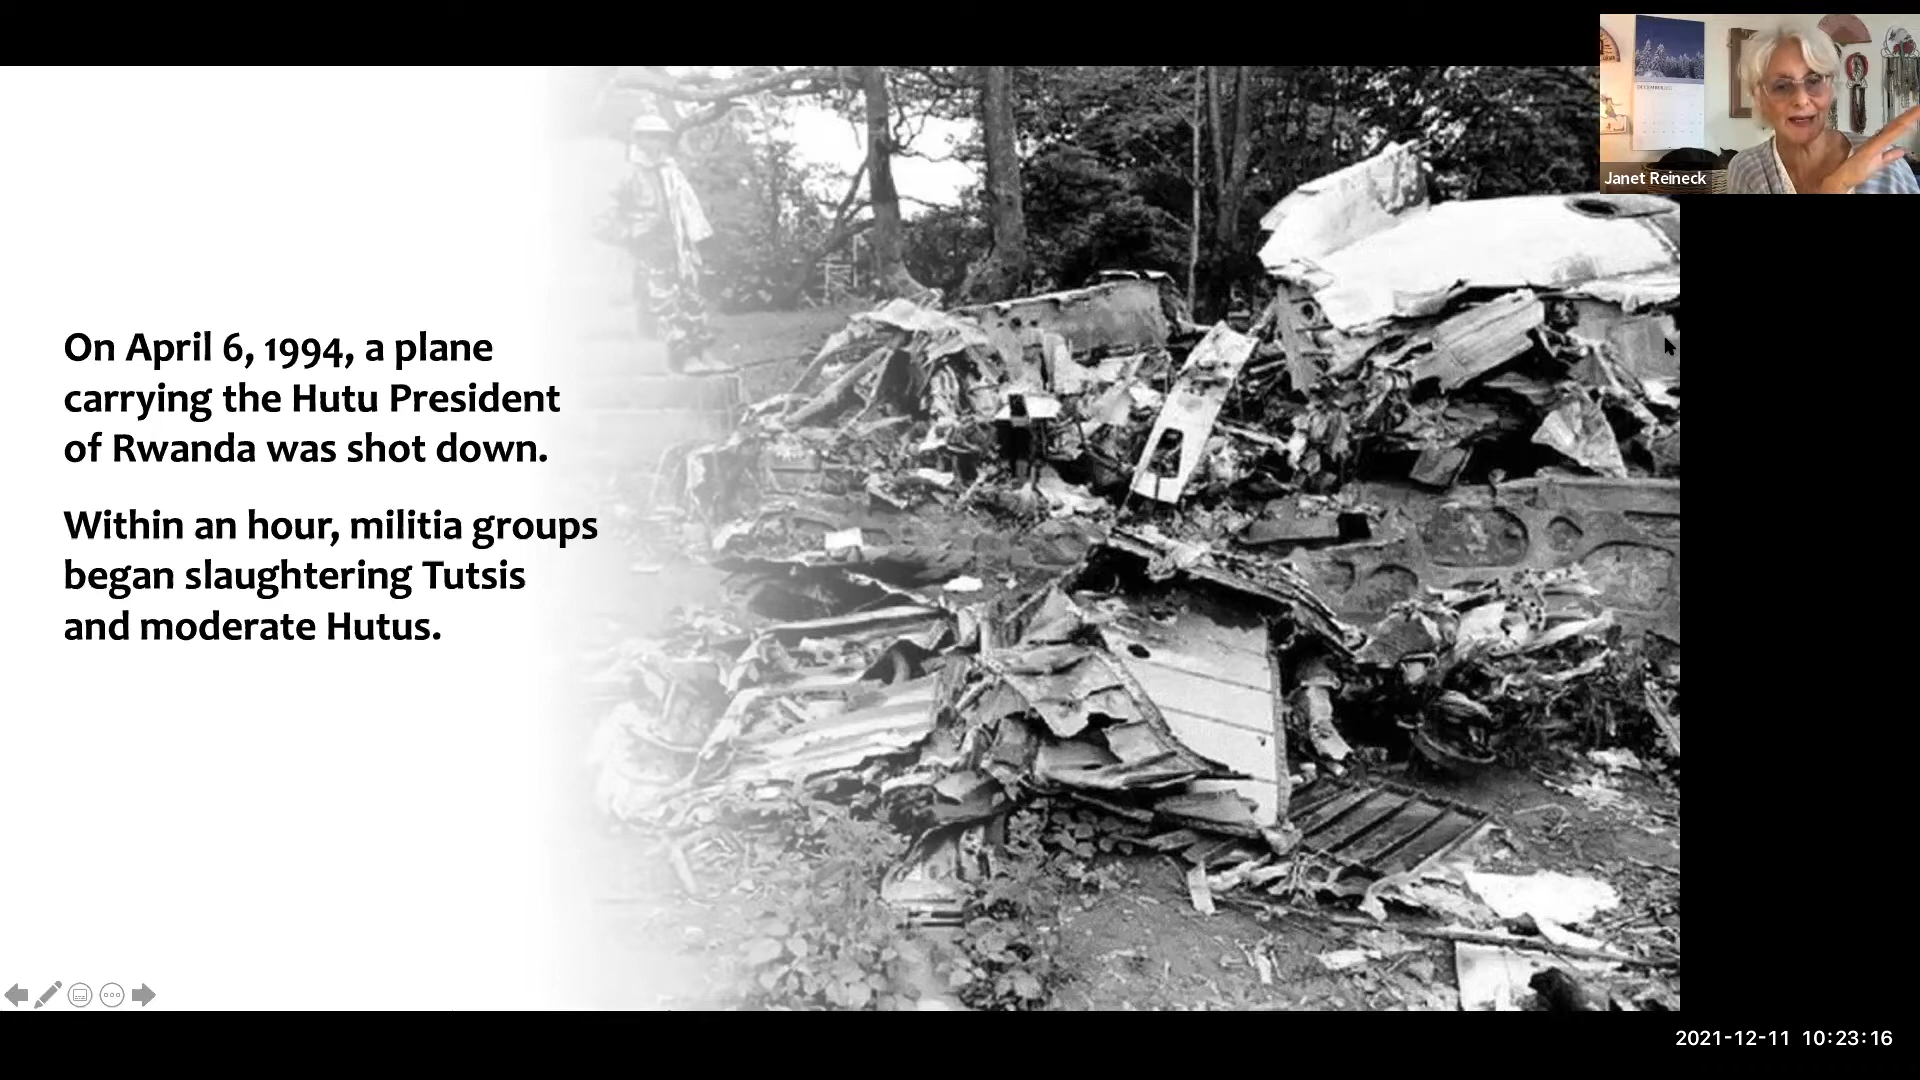 Janet Reineck
On April 6, 1994, a plane
carrying the Hutu President
of Rwanda was shot down.
Within an hour, militia groups
began slaughtering Tutsis
and moderate Hutus.
2021-12-11 10:23:16